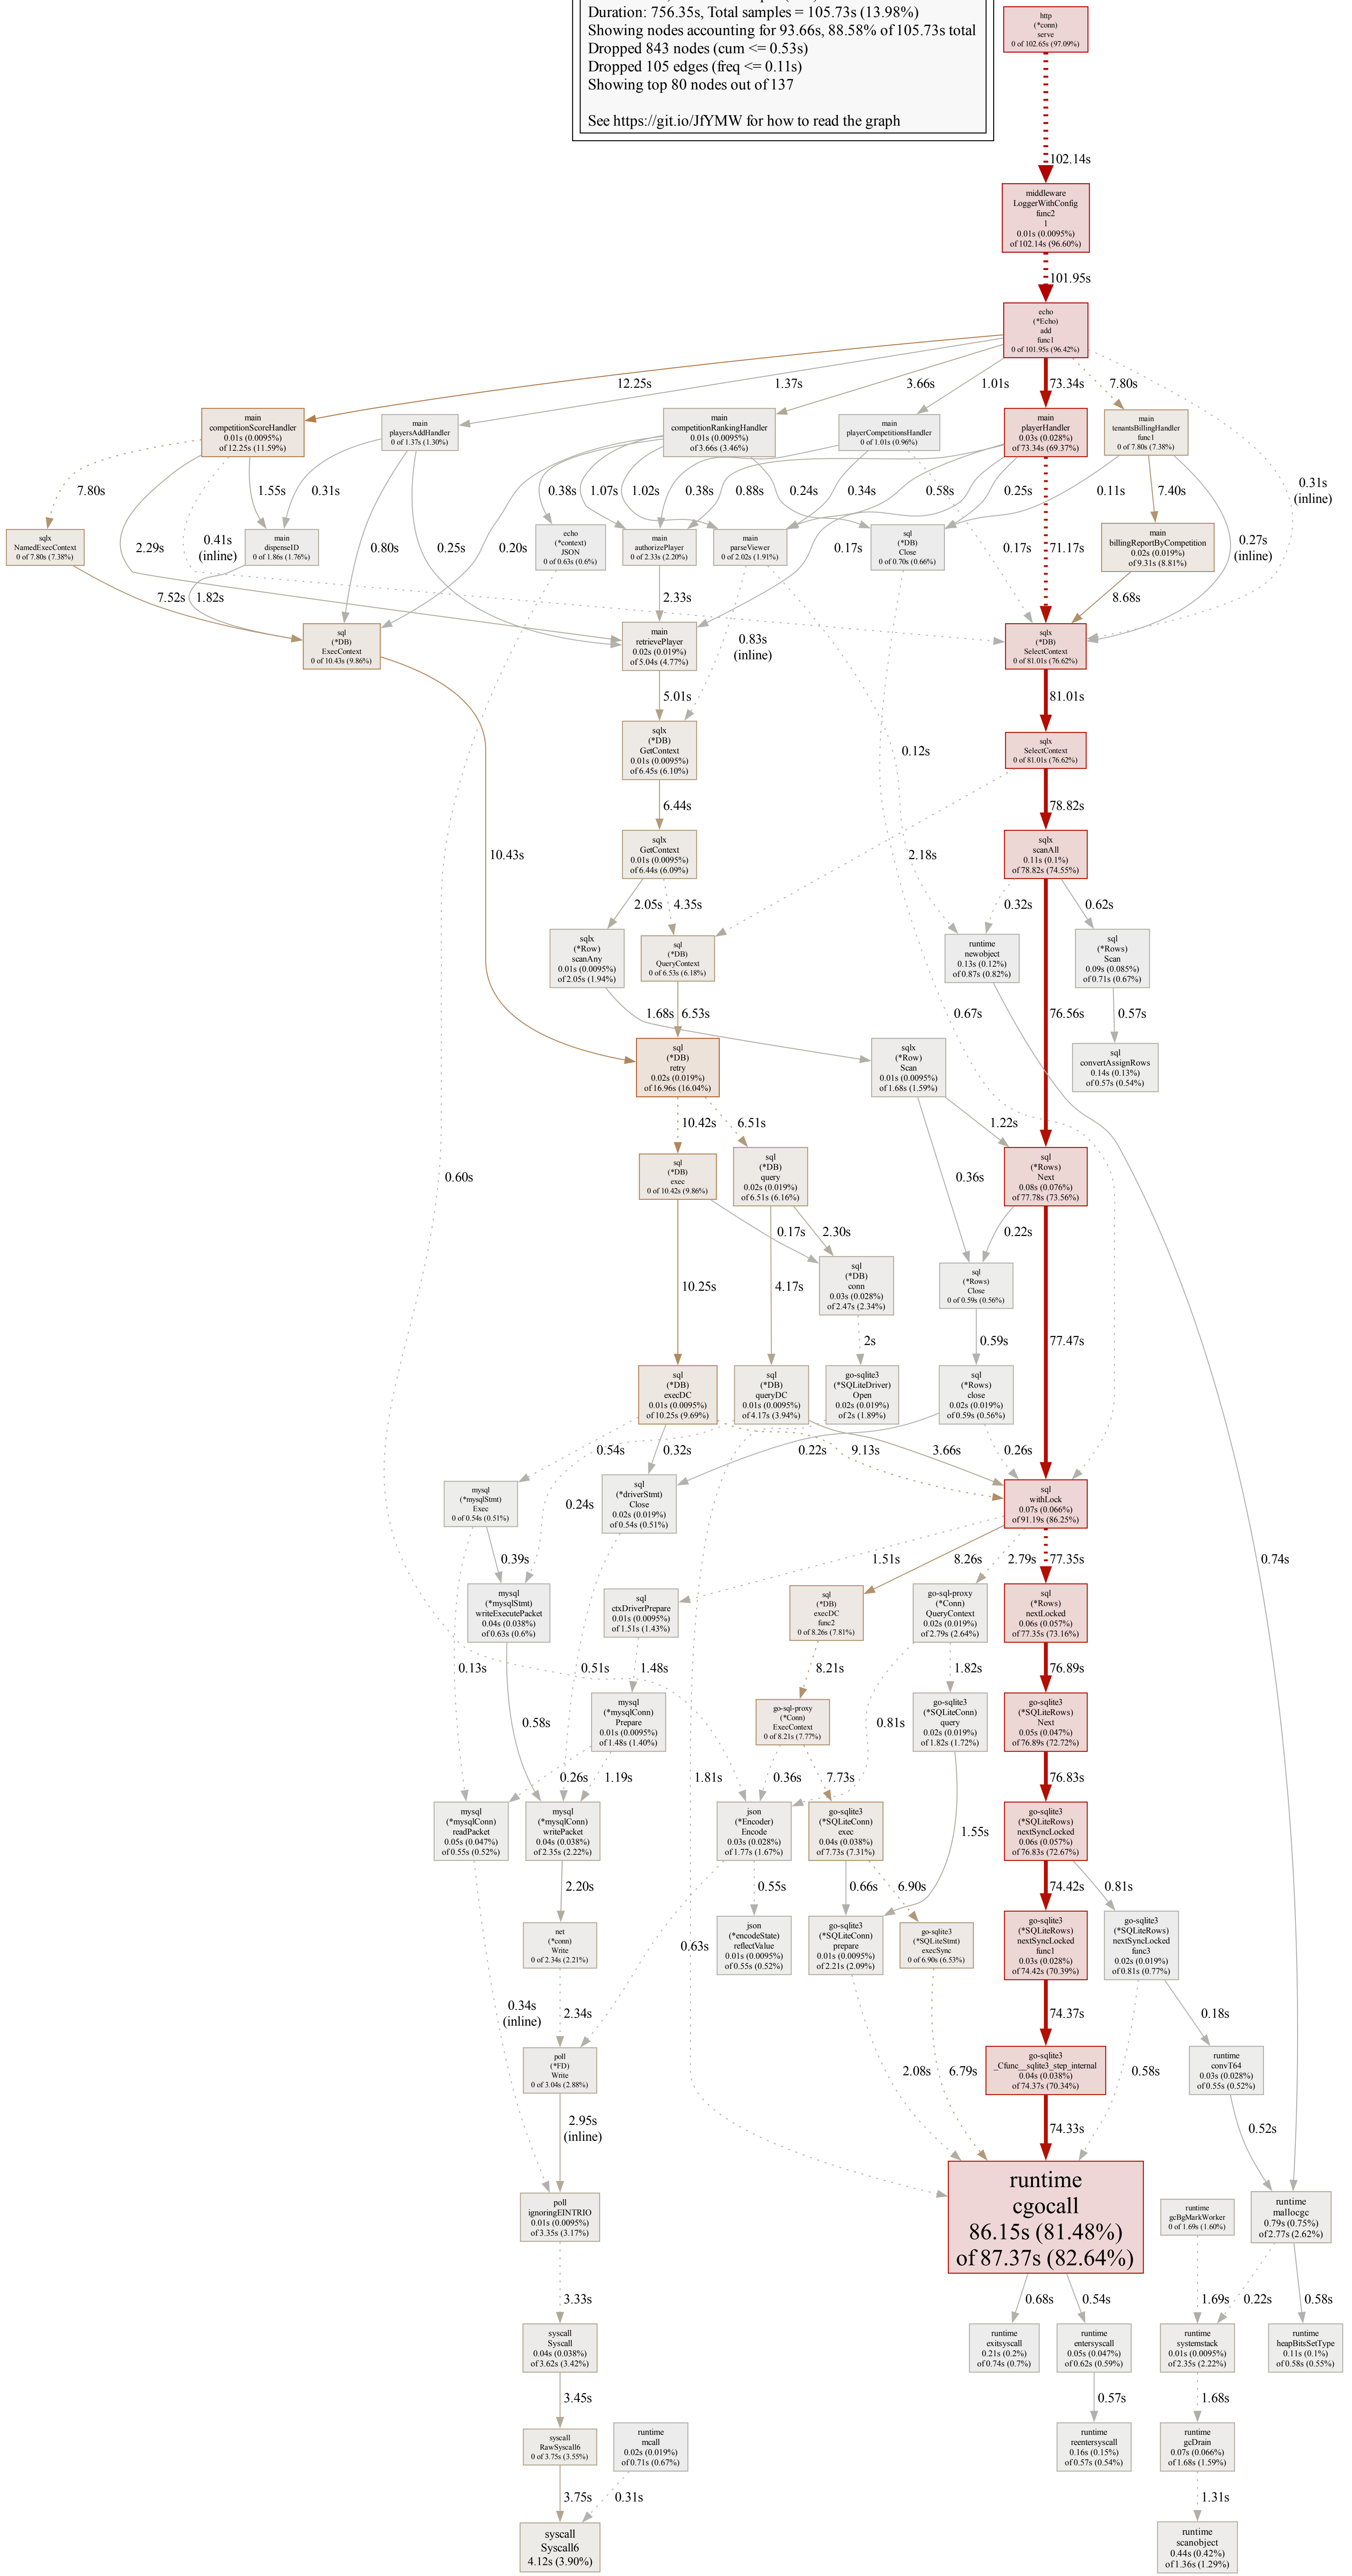 Duration: 756.35s, Total samples = 105.73s (13.98%)
Showing nodes accounting for 93.66s, 88.58% of 105.73s total
Dropped 843 nodes (cum <= 0.53s)
Dropped 105 edges (freq <= 0.11s)
Showing top 80 nodes out of 137
See https://git.io/JfYMW for how to read the graph
http
(*conn)
serve
0 of 102.65s (97.09%)
102.14s
middleware
LoggerWithConfig
func2
1
0.01s (0.0095%)
of 102.14s (96.60%)
101.95s
echo
(*Echo)
add
func1
0 of 101.95s (96.42%)
12.25s
1.37s
3.66s
1.01s
73.34s
7.80s
0.31s
(inline)
main
competitionScoreHandler
0.01s (0.0095%)
of 12.25s (11.59%)
main
playersAddHandler
0 of 1.37s (1.30%)
main
competitionRankingHandler
0.01s (0.0095%)
of 3.66s (3.46%)
main
playerCompetitionsHandler
0 of 1.01s (0.96%)
main
playerHandler
0.03s (0.028%)
of 73.34s (69.37%)
main
tenantsBillingHandler
func1
0 of 7.80s (7.38%)
7.80s
2.29s
0.41s
(inline)
1.55s
0.31s
0.80s
0.25s
0.20s
0.38s
1.07s
1.02s
0.38s
0.88s
0.24s
0.34s
0.17s
0.58s
0.25s
0.17s
71.17s
0.11s
7.40s
0.27s
(inline)
sqlx
NamedExecContext
0 of 7.80s (7.38%)
main
dispenseID
0 of 1.86s (1.76%)
echo
(*context)
JSON
0 of 0.63s (0.6%)
main
authorizePlayer
0 of 2.33s (2.20%)
main
parseViewer
0 of 2.02s (1.91%)
sql
(*DB)
Close
0 of 0.70s (0.66%)
main
billingReportByCompetition
0.02s (0.019%)
of 9.31s (8.81%)
7.52s
1.82s
2.33s
0.83s
(inline)
8.68s
sql
(*DB)
ExecContext
0 of 10.43s (9.86%)
main
retrievePlayer
0.02s (0.019%)
of 5.04s (4.77%)
sqlx
(*DB)
SelectContext
0 of 81.01s (76.62%)
5.01s
81.01s
0.12s
sqlx
(*DB)
GetContext
0.01s (0.0095%)
of 6.45s (6.10%)
sqlx
SelectContext
0 of 81.01s (76.62%)
10.43s
6.44s
2.18s
78.82s
sqlx
GetContext
0.01s (0.0095%)
of 6.44s (6.09%)
sqlx
scanAll
0.11s (0.1%)
of 78.82s (74.55%)
2.05s
4.35s
0.32s
0.62s
sqlx
(*Row)
scanAny
0.01s (0.0095%)
of 2.05s (1.94%)
sql
(*DB)
QueryContext
0 of 6.53s (6.18%)
runtime
newobject
0.13s (0.12%)
of 0.87s (0.82%)
sql
(*Rows)
Scan
0.09s (0.085%)
of 0.71s (0.67%)
1.68s
6.53s
0.67s
76.56s
0.57s
sql
(*DB)
retry
0.02s (0.019%)
of 16.96s (16.04%)
sqlx
(*Row)
Scan
0.01s (0.0095%)
of 1.68s (1.59%)
sql
convertAssignRows
0.14s (0.13%)
of 0.57s (0.54%)
10.42s
6.51s
1.22s
0.60s
0.36s
sql
(*DB)
exec
0 of 10.42s (9.86%)
sql
(*DB)
query
0.02s (0.019%)
of 6.51s (6.16%)
sql
(*Rows)
Next
0.08s (0.076%)
of 77.78s (73.56%)
0.17s
2.30s
0.22s
10.25s
4.17s
77.47s
sql
(*DB)
conn
0.03s (0.028%)
of 2.47s (2.34%)
sql
(*Rows)
Close
0 of 0.59s (0.56%)
2s
0.59s
sql
(*DB)
execDC
0.01s (0.0095%)
of 10.25s (9.69%)
sql
(*DB)
queryDC
0.01s (0.0095%)
of 4.17s (3.94%)
go-sqlite3
(*SQLiteDriver)
Open
0.02s (0.019%)
of 2s (1.89%)
sql
(*Rows)
close
0.02s (0.019%)
of 0.59s (0.56%)
0.54s
0.32s
0.22s
9.13s
3.66s
0.26s
0.24s
mysql
(*mysqlStmt)
Exec
0 of 0.54s (0.51%)
sql
(*driverStmt)
Close
0.02s (0.019%)
of 0.54s (0.51%)
sql
withLock
0.07s (0.066%)
of 91.19s (86.25%)
0.39s
1.51s
8.26s
2.79s
77.35s
0.74s
mysql
(*mysqlStmt)
writeExecutePacket
0.04s (0.038%)
of 0.63s (0.6%)
sql
ctxDriverPrepare
0.01s (0.0095%)
of 1.51s (1.43%)
sql
(*DB)
execDC
func2
0 of 8.26s (7.81%)
go-sql-proxy
(*Conn)
QueryContext
0.02s (0.019%)
of 2.79s (2.64%)
sql
(*Rows)
nextLocked
0.06s (0.057%)
of 77.35s (73.16%)
0.13s
0.51s
1.48s
8.21s
1.82s
76.89s
0.58s
mysql
(*mysqlConn)
Prepare
0.01s (0.0095%)
of 1.48s (1.40%)
go-sql-proxy
(*Conn)
ExecContext
0 of 8.21s (7.77%)
0.81s
go-sqlite3
(*SQLiteConn)
query
0.02s (0.019%)
of 1.82s (1.72%)
go-sqlite3
(*SQLiteRows)
Next
0.05s (0.047%)
of 76.89s (72.72%)
0.26s
1.19s
1.81s
0.36s
7.73s
76.83s
mysql
(*mysqlConn)
readPacket
0.05s (0.047%)
of 0.55s (0.52%)
mysql
(*mysqlConn)
writePacket
0.04s (0.038%)
of 2.35s (2.22%)
json
(*Encoder)
Encode
0.03s (0.028%)
of 1.77s (1.67%)
go-sqlite3
(*SQLiteConn)
exec
0.04s (0.038%)
of 7.73s (7.31%)
1.55s
go-sqlite3
(*SQLiteRows)
nextSyncLocked
0.06s (0.057%)
of 76.83s (72.67%)
2.20s
0.55s
0.66s
6.90s
74.42s
0.81s
net
(*conn)
Write
0 of 2.34s (2.21%)
0.63s
json
(*encodeState)
reflectValue
0.01s (0.0095%)
of 0.55s (0.52%)
go-sqlite3
(*SQLiteConn)
prepare
0.01s (0.0095%)
of 2.21s (2.09%)
go-sqlite3
(*SQLiteStmt)
execSync
0 of 6.90s (6.53%)
go-sqlite3
(*SQLiteRows)
nextSyncLocked
func1
0.03s (0.028%)
of 74.42s (70.39%)
go-sqlite3
(*SQLiteRows)
nextSyncLocked
func3
0.02s (0.019%)
of 0.81s (0.77%)
0.34s
(inline)
2.34s
74.37s
0.18s
poll
(*FD)
Write
0 of 3.04s (2.88%)
2.08s
6.79s
go-sqlite3
_Cfunc__sqlite3_step_internal
0.04s (0.038%)
of 74.37s (70.34%)
0.58s
runtime
convT64
0.03s (0.028%)
of 0.55s (0.52%)
2.95s
(inline)
74.33s
0.52s
poll
ignoringEINTRIO
0.01s (0.0095%)
of 3.35s (3.17%)
runtime
cgocall
86.15s (81.48%)
of 87.37s (82.64%)
runtime
gcBgMarkWorker
0 of 1.69s (1.60%)
runtime
mallocgc
0.79s (0.75%)
of 2.77s (2.62%)
3.33s
0.68s
0.54s
1.69s
0.22s
0.58s
syscall
Syscall
0.04s (0.038%)
of 3.62s (3.42%)
runtime
exitsyscall
0.21s (0.2%)
of 0.74s (0.7%)
runtime
entersyscall
0.05s (0.047%)
of 0.62s (0.59%)
runtime
systemstack
0.01s (0.0095%)
of 2.35s (2.22%)
runtime
heapBitsSetType
0.11s (0.1%)
of 0.58s (0.55%)
3.45s
0.57s
1.68s
syscall
RawSyscall6
0 of 3.75s (3.55%)
runtime
mcall
0.02s (0.019%)
of 0.71s (0.67%)
runtime
reentersyscall
0.16s (0.15%)
of 0.57s (0.54%)
runtime
gcDrain
0.07s (0.066%)
of 1.68s (1.59%)
3.75s
0.31s
1.31s
syscall
Syscall6
4.12s (3.90%)
runtime
scanobject
0.44s (0.42%)
of 1.36s (1.29%)